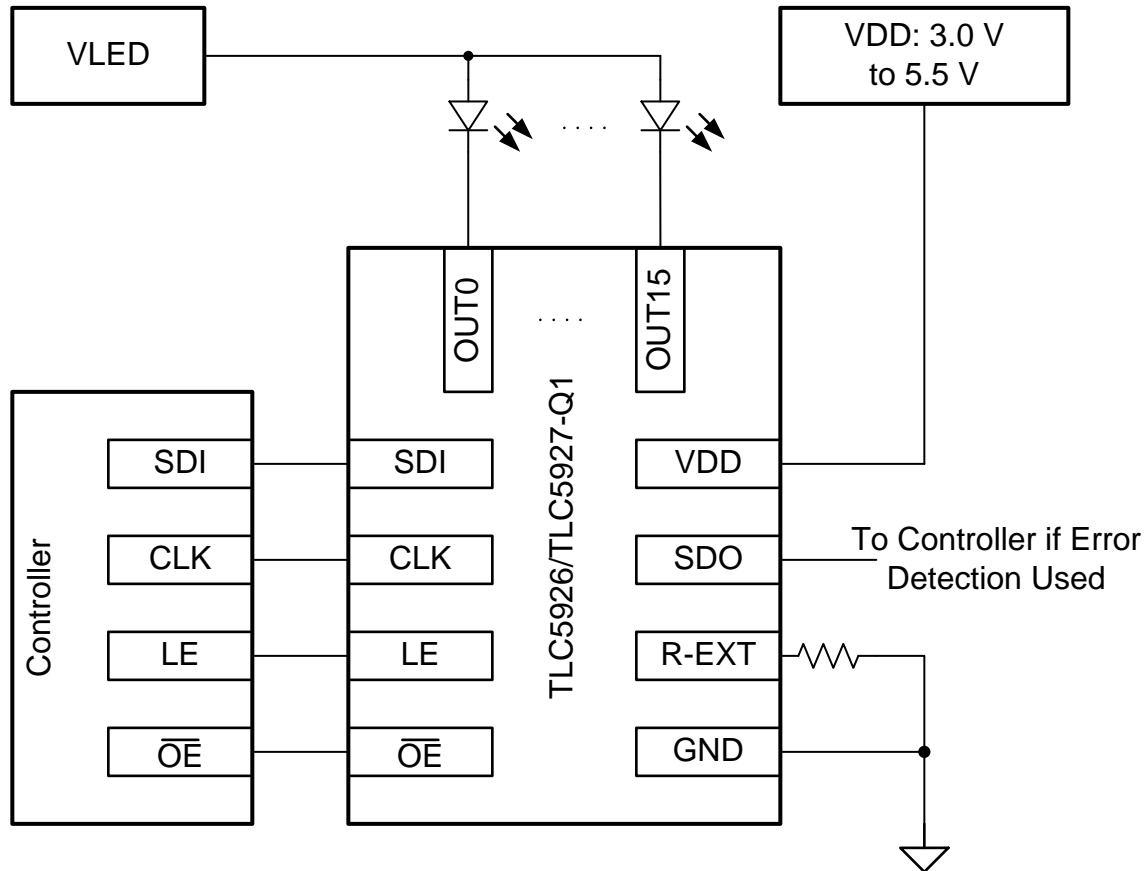 VLED
VDD: 3.0 V
to 5.5 V
. . . .
OUT0
. . . .
OUT15
TLC5926/TLC5927-Q1
Controller
SDI
CLK
LE
OE
SDI
CLK
LE
OE
VDD
SDO
R-EXT
GND
To Controller if Error
Detection Used